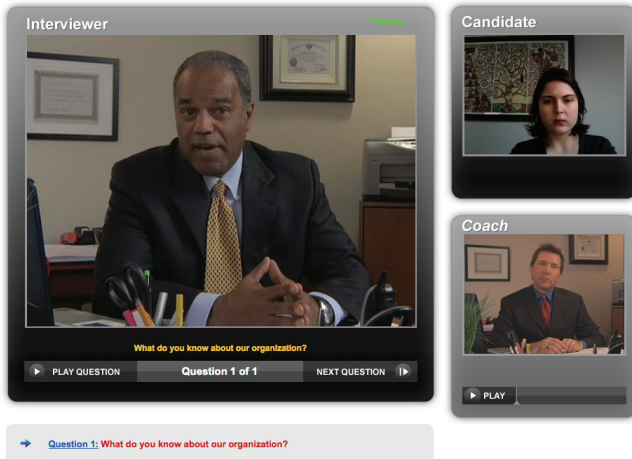 Interviewer
Candidate
Coach
What do you know about our organization?
PLAY QUESTION
Question 1 of 1
NEXT QUESTION
PLAY
Question 1: What do you know about our organization?